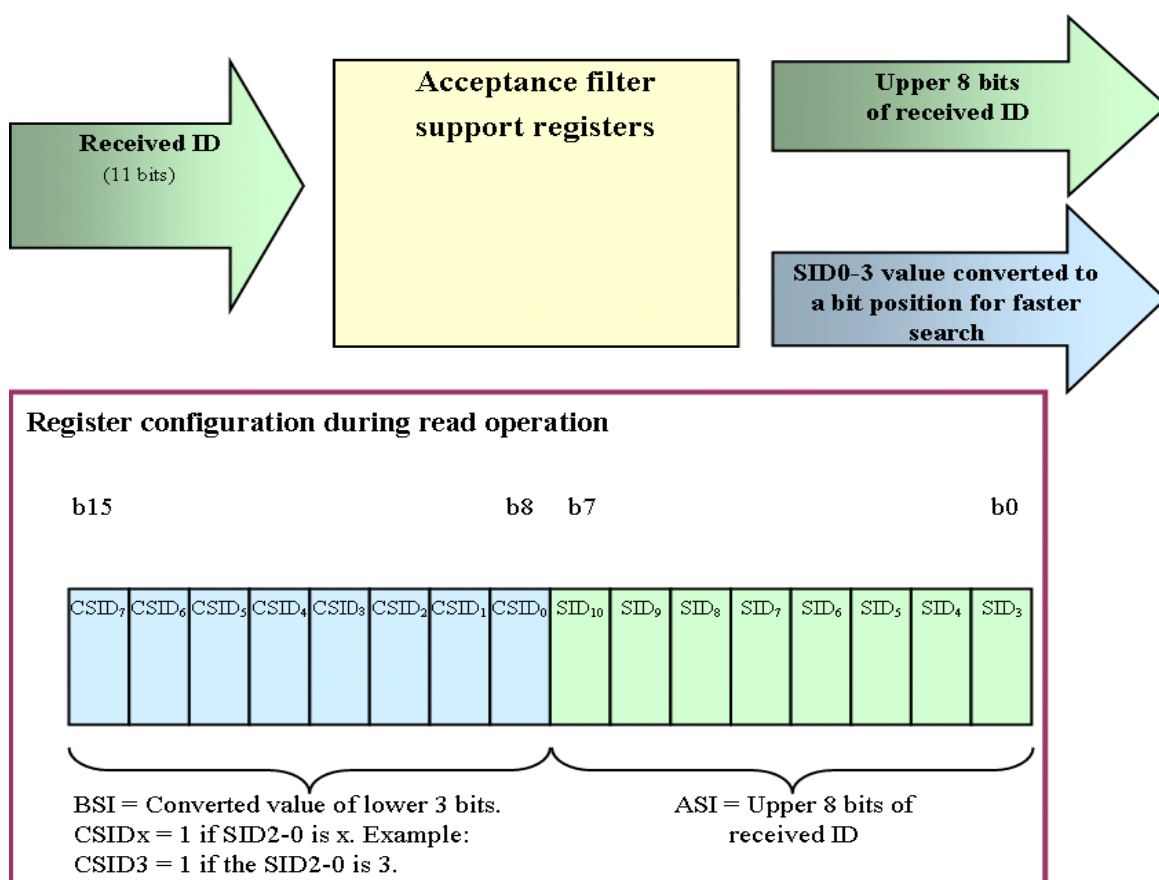 Received ID
(11 bits)
Acceptance filter
support registers
Upper 8 bits
of received ID
SID0-3 value converted to
a bit position for faster
search
Register configuration during read operation
b15 b8 b7 b0
CSID₇ CSID₆ CSID₅ CSID₄ CSID₃ CSID₂ CSID₁ CSID₀ SID₁₀ SID₉ SID₈ SID₇ SID₆ SID₅ SID₄ SID₃
BSI = Converted value of lower 3 bits.
CSIDx = 1 if SID2-0 is x. Example:
CSID3 = 1 if the SID2-0 is 3.
ASI = Upper 8 bits of
received ID